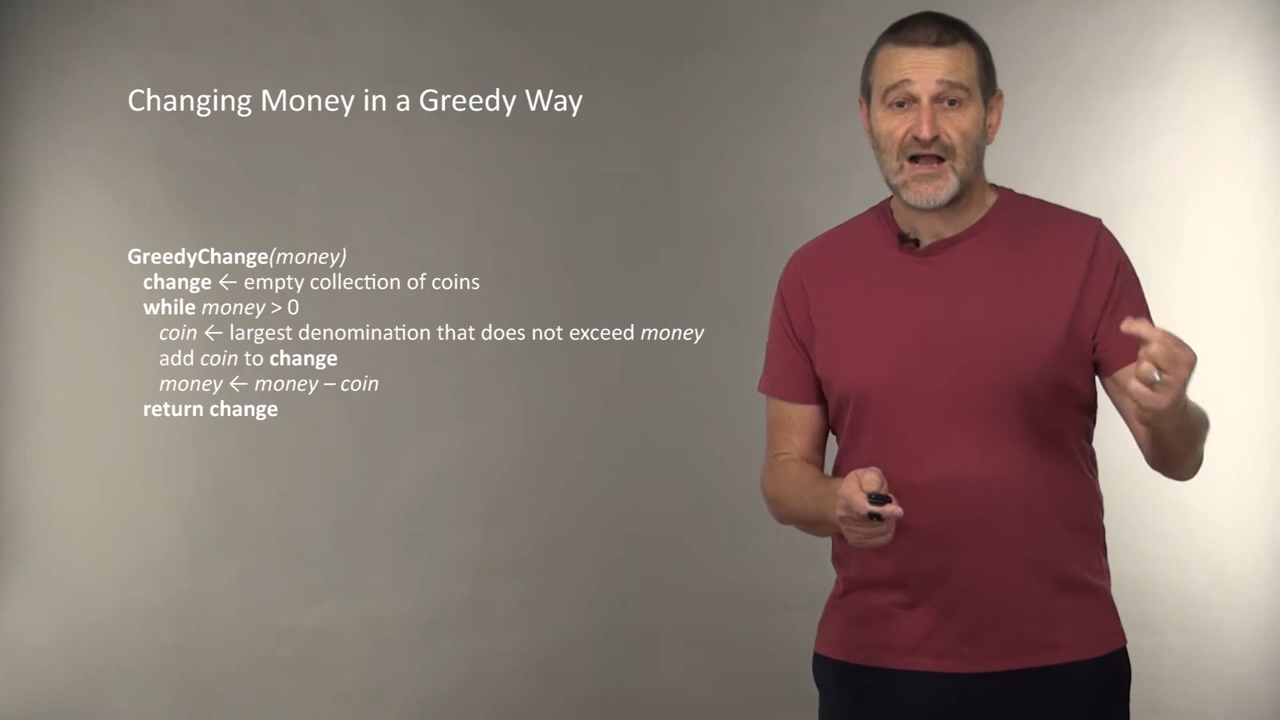 Changing Money in a Greedy Way
GreedyChange(money)
change ← empty collection of coins
while money > 0
coin ← largest denomination that does not exceed money
add coin to change
money ← money – coin
return change